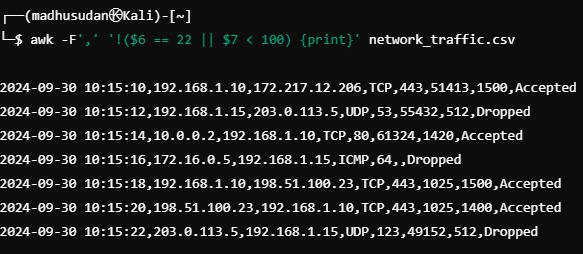 ┌──(madhusudan㉿Kali)-[~]
└─$ awk -F',' '!($6 == 22 || $7 < 100) {print}' network_traffic.csv
2024-09-30 10:15:10,192.168.1.10,172.217.12.206,TCP,443,51413,1500,Accepted
2024-09-30 10:15:12,192.168.1.15,203.0.113.5,UDP,53,55432,512,Dropped
2024-09-30 10:15:14,10.0.0.2,192.168.1.10,TCP,80,61324,1420,Accepted
2024-09-30 10:15:16,172.16.0.5,192.168.1.15,ICMP,64,,Dropped
2024-09-30 10:15:18,192.168.1.10,198.51.100.23,TCP,443,1025,1500,Accepted
2024-09-30 10:15:20,198.51.100.23,192.168.1.10,TCP,443,1025,1400,Accepted
2024-09-30 10:15:22,203.0.113.5,192.168.1.15,UDP,123,49152,512,Dropped